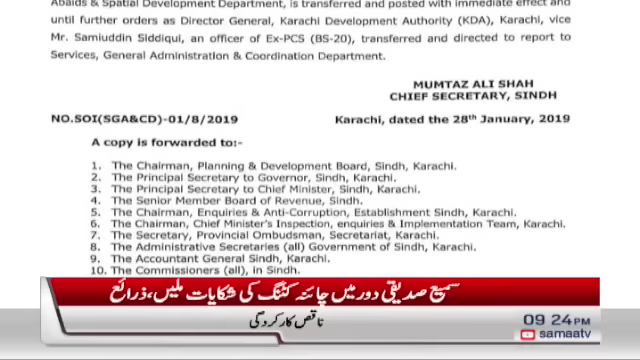 Abaids & Spatial Development Department, is transferred and posted with immediate effect and
until further orders as Director General, Karachi Development Authority (KDA), Karachi, vice
Mr. Samiuddin Siddiqui, an officer of Ex-PCS (BS-20), transferred and directed to report to
Services, General Administration & Coordination Department.
MUMTAZ ALI SHAH
CHIEF SECRETARY, SINDH
NO.SOI(SGA&CD)-01/8/2019 Karachi, dated the 28th January, 2019
A copy is forwarded to:-
1. The Chairman, Planning & Development Board, Sindh, Karachi.
2. The Principal Secretary to Governor, Sindh, Karachi.
3. The Principal Secretary to Chief Minister, Sindh, Karachi.
4. The Senior Member Board of Revenue, Sindh.
5. The Chairman, Enquiries & Anti-Corruption, Establishment Sindh, Karachi.
6. The Chairman, Chief Minister's Inspection, enquiries & Implementation Team, Karachi.
7. The Secretary, Provincial Ombudsman, Secretariat, Karachi.
8. The Administrative Secretaries (all) Government of Sindh, Karachi.
9. The Accountant General Sindh, Karachi.
10. The Commissioners (all), in Sindh.
سمیع صدیقی دور میں چائنہ کٹنگ کی شکایات ملیں، ذرائع
ناقص کارکردگی
09 24PM
samaatv